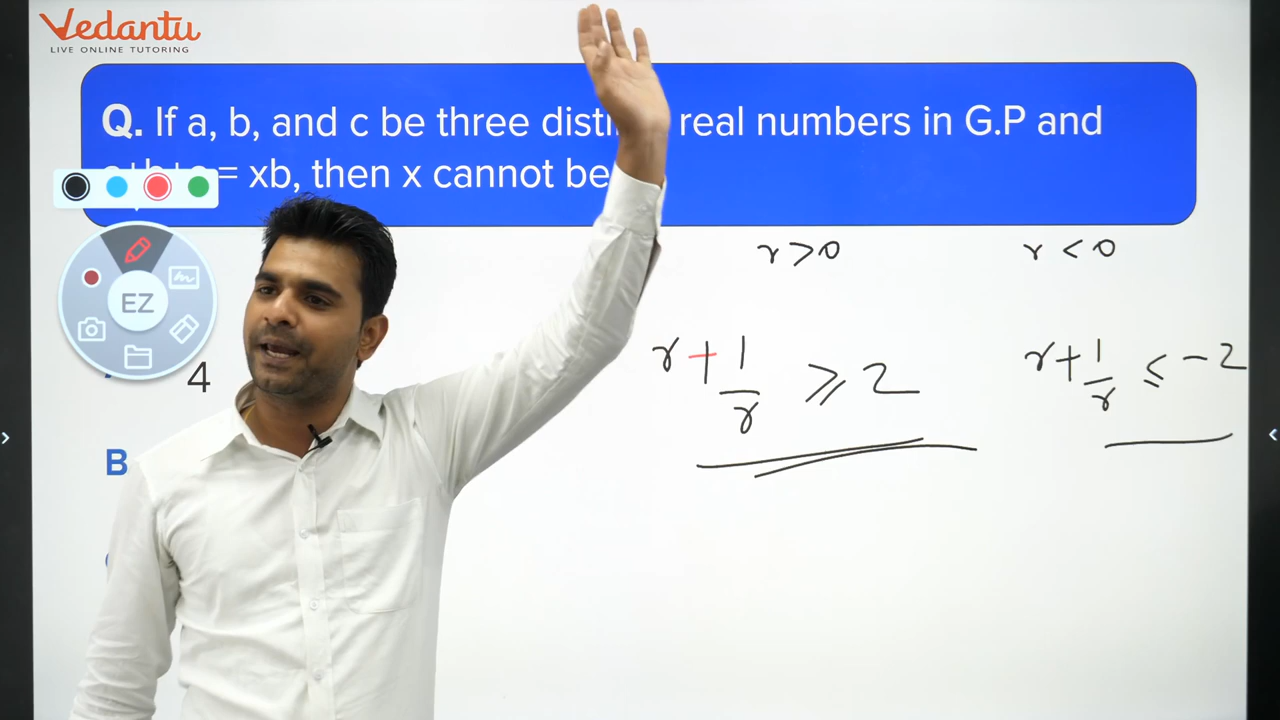 Vedantu
LIVE ONLINE TUTORING
Q. If a, b, and c be three real numbers in G.P and
= xb, then x cannot be
EZ
4
B
r > 0
r < 0
r + 1/r ≥ 2
r + 1/r ≤ -2